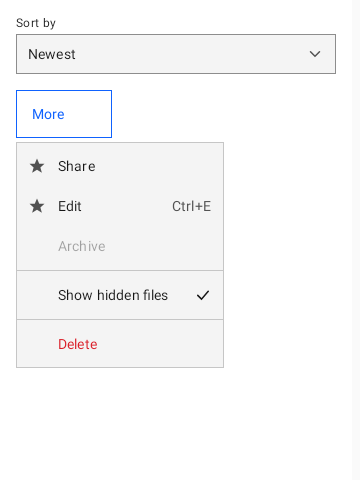 Sort by
Newest
More
Share
Edit Ctrl+E
Archive
Show hidden files
Delete